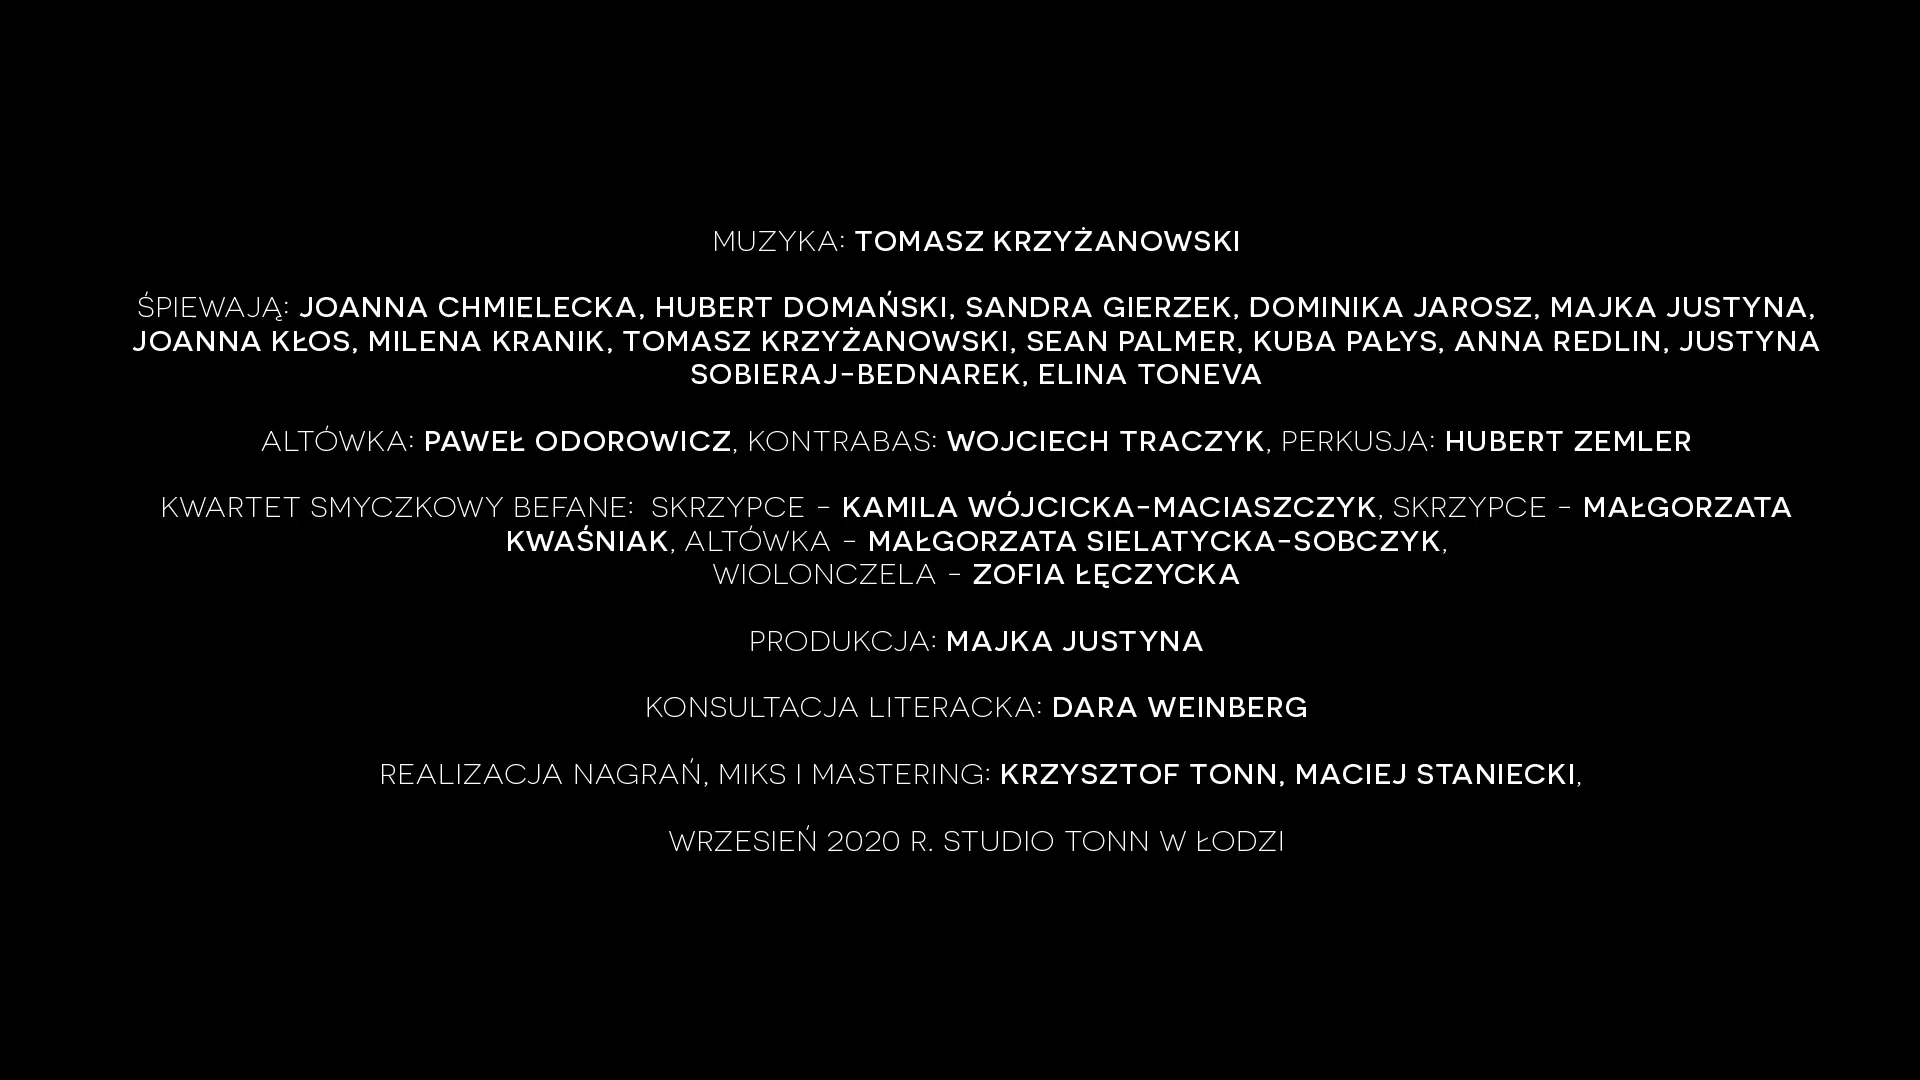 MUZYKA: TOMASZ KRZYŻANOWSKI
ŚPIEWAJĄ: JOANNA CHMIELECKA, HUBERT DOMAŃSKI, SANDRA GIERZEK, DOMINIKA JAROSZ, MAJKA JUSTYNA,
JOANNA KŁOS, MILENA KRANIK, TOMASZ KRZYŻANOWSKI, SEAN PALMER, KUBA PAŁYS, ANNA REDLIN, JUSTYNA
SOBIERAJ-BEDNAREK, ELINA TONEVA
ALTÓWKA: PAWEŁ ODOROWICZ, KONTRABAS: WOJCIECH TRACZYK, PERKUSJA: HUBERT ZEMLER
KWARTET SMYCZKOWY BEFANE: SKRZYPCE - KAMILA WÓJCICKA-MACIASZCZYK, SKRZYPCE - MAŁGORZATA
KWAŚNIAK, ALTÓWKA - MAŁGORZATA SIELATYCKA-SOBCZYK,
WIOLONCZELA - ZOFIA ŁĘCZYCKA
PRODUKCJA: MAJKA JUSTYNA
KONSULTACJA LITERACKA: DARA WEINBERG
REALIZACJA NAGRAŃ, MIKS I MASTERING: KRZYSZTOF TONN, MACIEJ STANIECKI,
WRZESIEŃ 2020 R. STUDIO TONN W ŁODZI